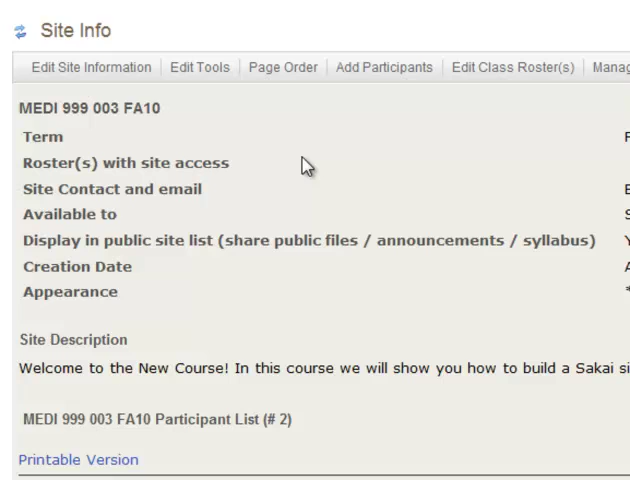 Site Info
Edit Site Information Edit Tools Page Order Add Participants Edit Class Roster(s)
MEDI 999 003 FA10
Term
Roster(s) with site access
Site Contact and email
Available to
Display in public site list (share public files / announcements / syllabus)
Creation Date
Appearance *
Site Description
Welcome to the New Course! In this course we will show you how to build a Sakai
MEDI 999 003 FA10 Participant List (# 2)
Printable Version